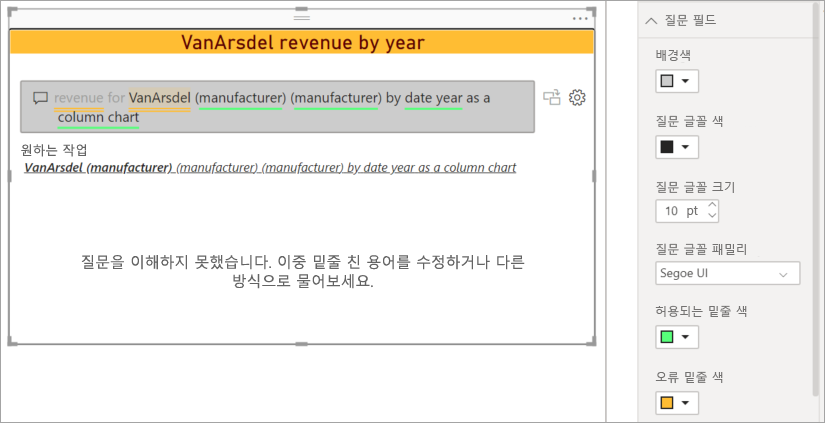 VanArsdel revenue by year
revenue for VanArsdel (manufacturer) (manufacturer) by date year as a
column chart
원하는 작업
VanArsdel (manufacturer) (manufacturer) (manufacturer) by date year as a column chart
질문을 이해하지 못했습니다. 이중 밑줄 친 용어를 수정하거나 다른
방식으로 물어보세요.
질문 필드
배경색
질문 글꼴 색
질문 글꼴 크기
10 pt
질문 글꼴 패밀리
Segoe UI
허용되는 밑줄 색
오류 밑줄 색